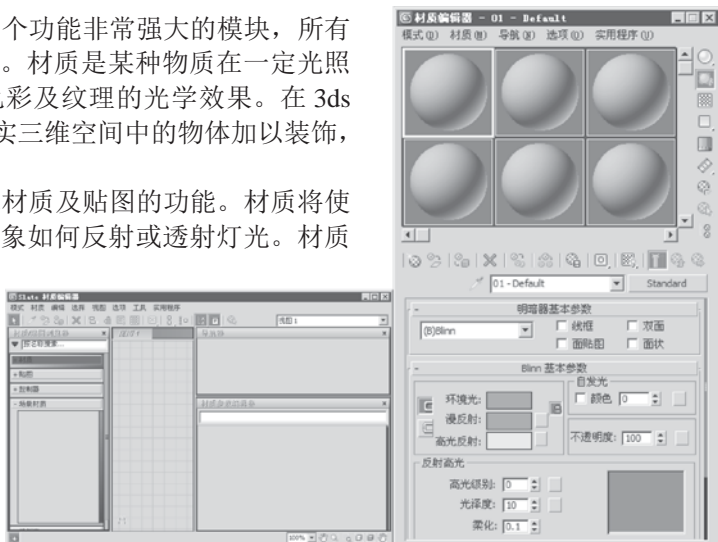 个功能非常强大的模块，所有
。材质是某种物质在一定光照
色彩及纹理的光学效果。在 3ds
实三维空间中的物体加以装饰，
材质及贴图的功能。材质将使
象如何反射或透射灯光。材质
材质编辑器 - 01 - Default
模式(D) 材质(M) 导航(N) 选项(O) 实用程序(U)
01 - Default Standard
- 明暗器基本参数
(B)Blinn 线框 双面
面贴图 面状
- Blinn 基本参数
自发光
环境光: 颜色 0
漫反射:
高光反射: 不透明度: 100
反射高光
高光级别: 0
光泽度: 10
柔化: 0.1
Slate 材质编辑器
模式 材质 编辑 选择 视图 选项 工具 实用程序
视图 1
按名称搜索...
+ 材质
+ 贴图
+ 控制器
- 场景材质
100%